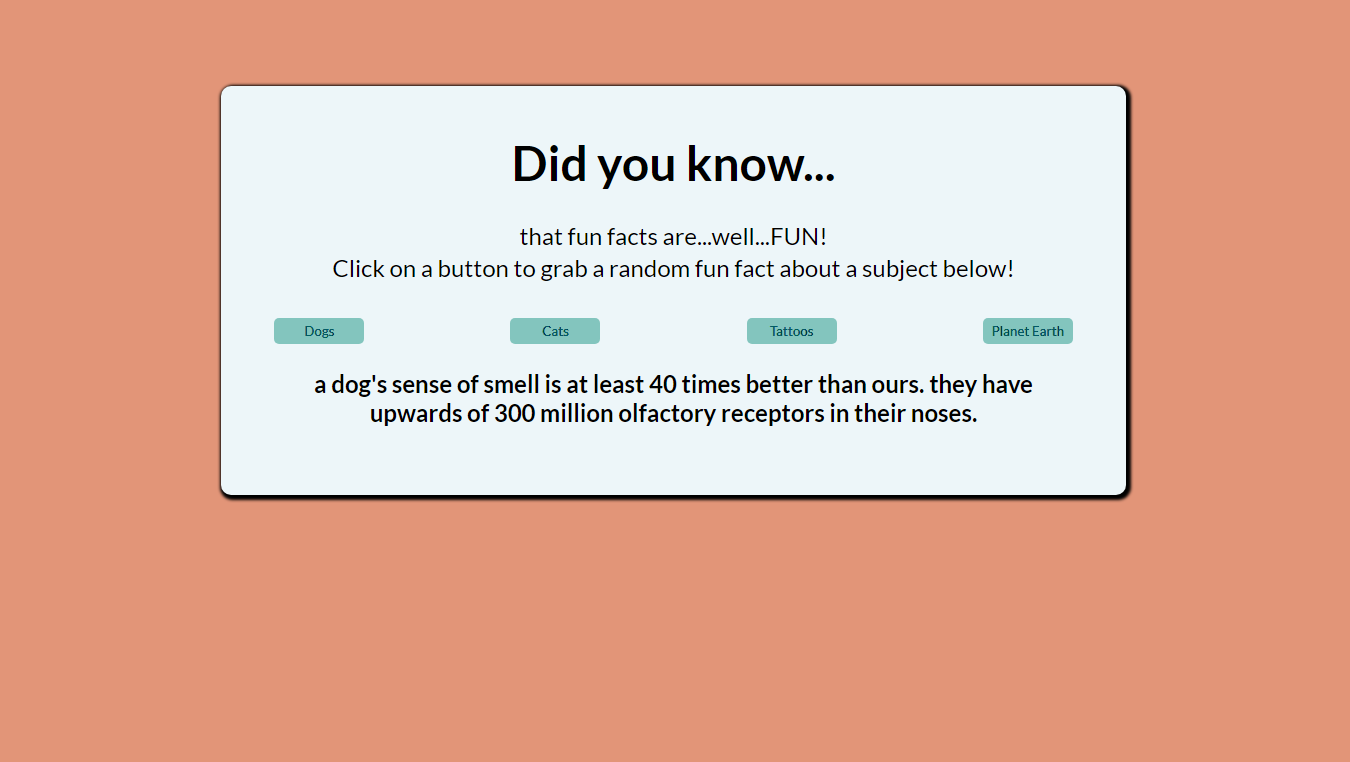 Did you know...
that fun facts are...well...FUN!
Click on a button to grab a random fun fact about a subject below!
Dogs
Cats
Tattoos
Planet Earth
a dog's sense of smell is at least 40 times better than ours. they have
upwards of 300 million olfactory receptors in their noses.